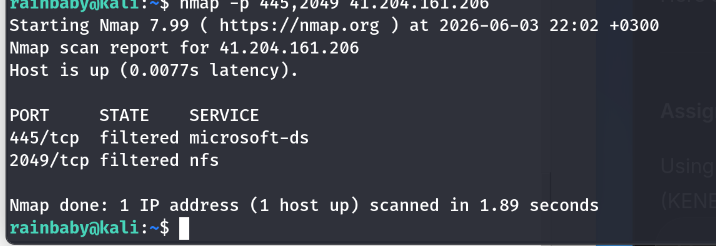 rainbaby@kali:~$ nmap -p 445,2049 41.204.161.206
Starting Nmap 7.99 ( https://nmap.org ) at 2026-06-03 22:02 +0300
Nmap scan report for 41.204.161.206
Host is up (0.0077s latency).
PORT     STATE    SERVICE
445/tcp  filtered microsoft-ds
2049/tcp filtered nfs
Nmap done: 1 IP address (1 host up) scanned in 1.89 seconds
rainbaby@kali:~$
Assig
Using
(KENE